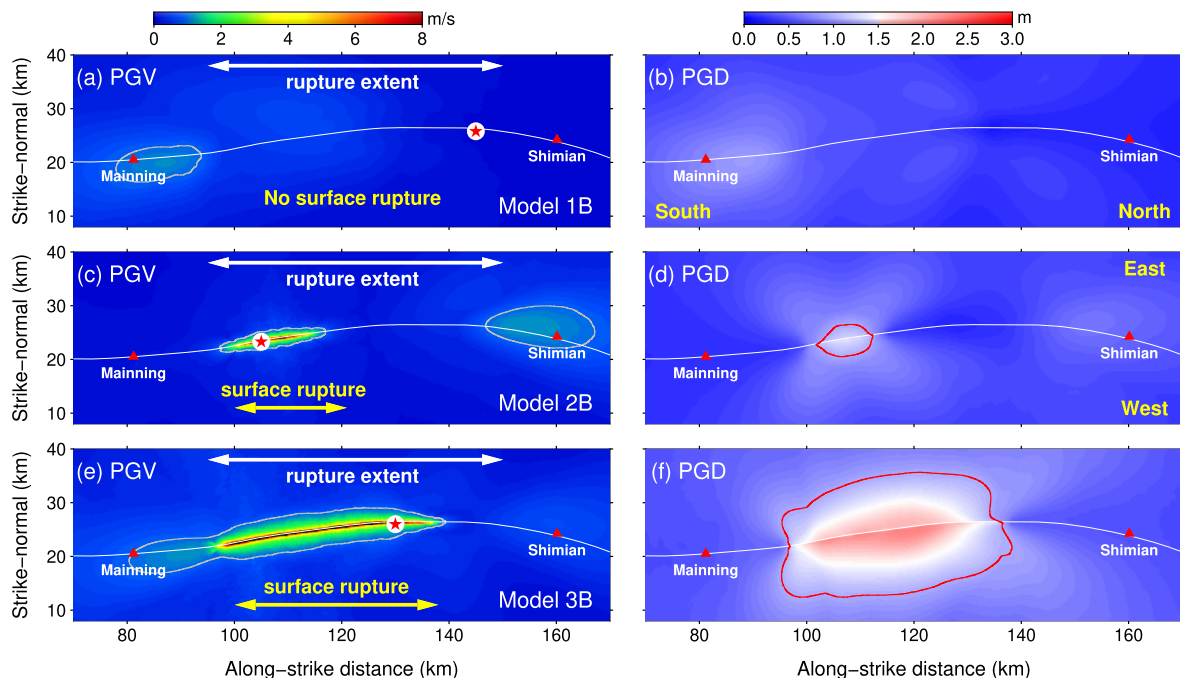 m/s
0 2 4 6 8
m
0.0 0.5 1.0 1.5 2.0 2.5 3.0
Strike−normal (km)
40
30
20
10
(a) PGV
rupture extent
Mainning
Shimian
No surface rupture
Model 1B
(b) PGD
Mainning
Shimian
South
North
Strike−normal (km)
40
30
20
10
(c) PGV
rupture extent
Mainning
Shimian
surface rupture
Model 2B
(d) PGD
East
Mainning
Shimian
West
Strike−normal (km)
40
30
20
10
(e) PGV
rupture extent
Mainning
Shimian
surface rupture
Model 3B
(f) PGD
Mainning
Shimian
80 100 120 140 160
Along−strike distance (km)
80 100 120 140 160
Along−strike distance (km)